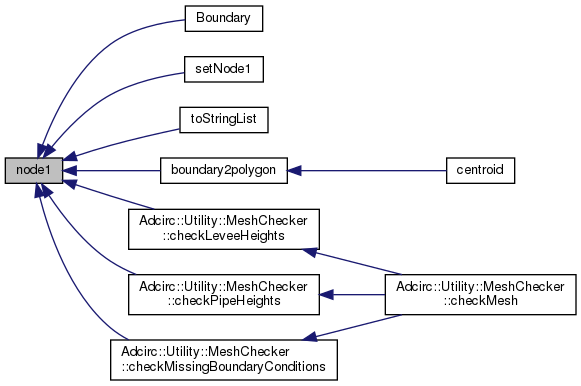 Boundary
setNode1
toStringList
node1
boundary2polygon
centroid
Adcirc::Utility::MeshChecker
::checkLeveeHeights
Adcirc::Utility::MeshChecker
::checkPipeHeights
Adcirc::Utility::MeshChecker
::checkMesh
Adcirc::Utility::MeshChecker
::checkMissingBoundaryConditions